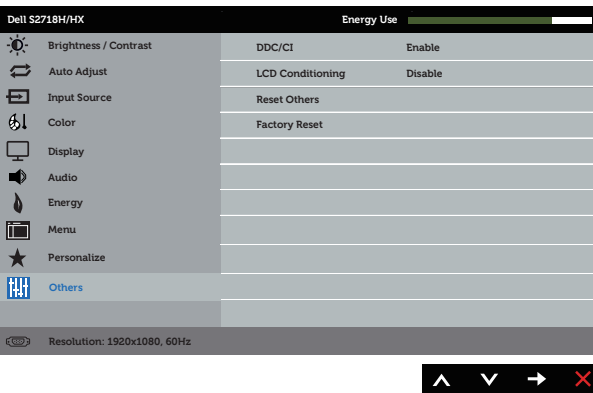 Dell S2718H/HX Energy Use
Brightness / Contrast
Auto Adjust
Input Source
Color
Display
Audio
Energy
Menu
Personalize
Others
DDC/CI Enable
LCD Conditioning Disable
Reset Others
Factory Reset
Resolution: 1920x1080, 60Hz